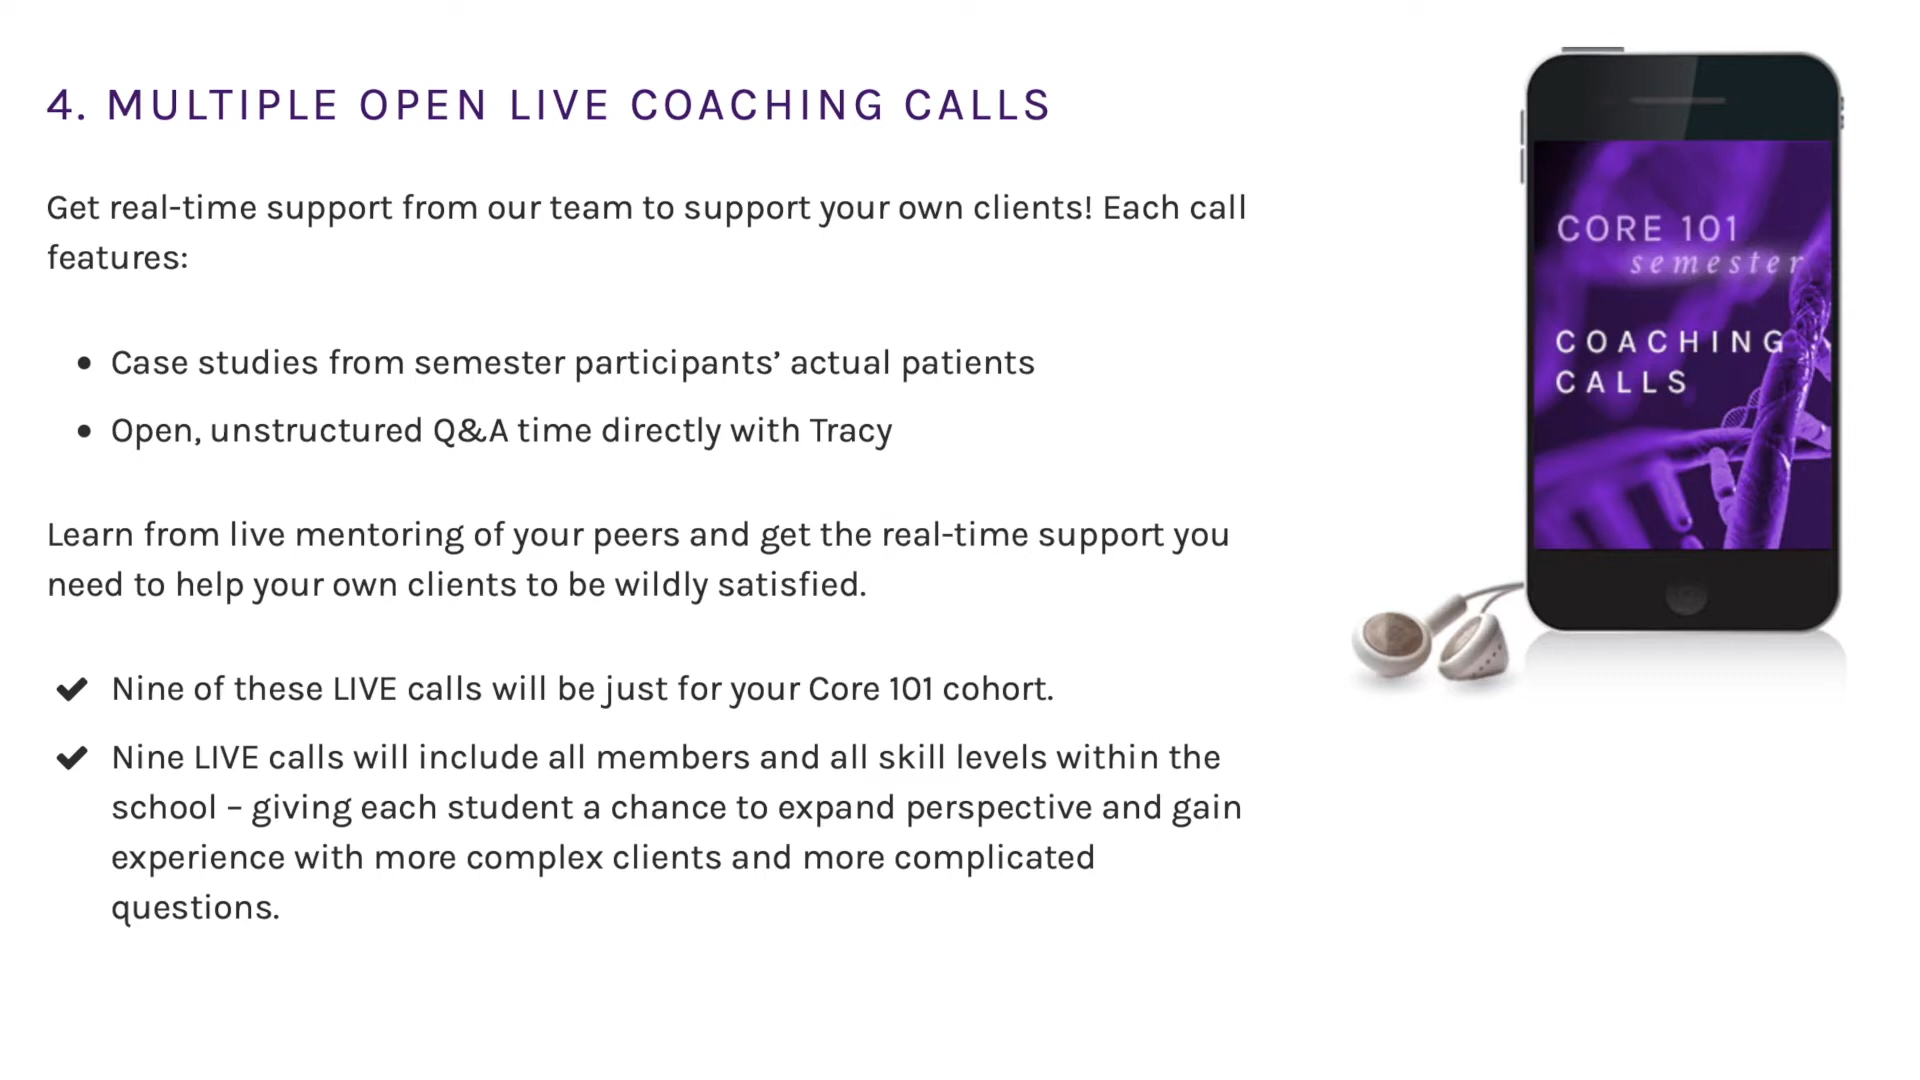 4. MULTIPLE OPEN LIVE COACHING CALLS
Get real-time support from our team to support your own clients! Each call
features:
• Case studies from semester participants’ actual patients
• Open, unstructured Q&A time directly with Tracy
Learn from live mentoring of your peers and get the real-time support you
need to help your own clients to be wildly satisfied.
✔ Nine of these LIVE calls will be just for your Core 101 cohort.
✔ Nine LIVE calls will include all members and all skill levels within the
school – giving each student a chance to expand perspective and gain
experience with more complex clients and more complicated
questions.
CORE 101
semester
COACHING
CALLS